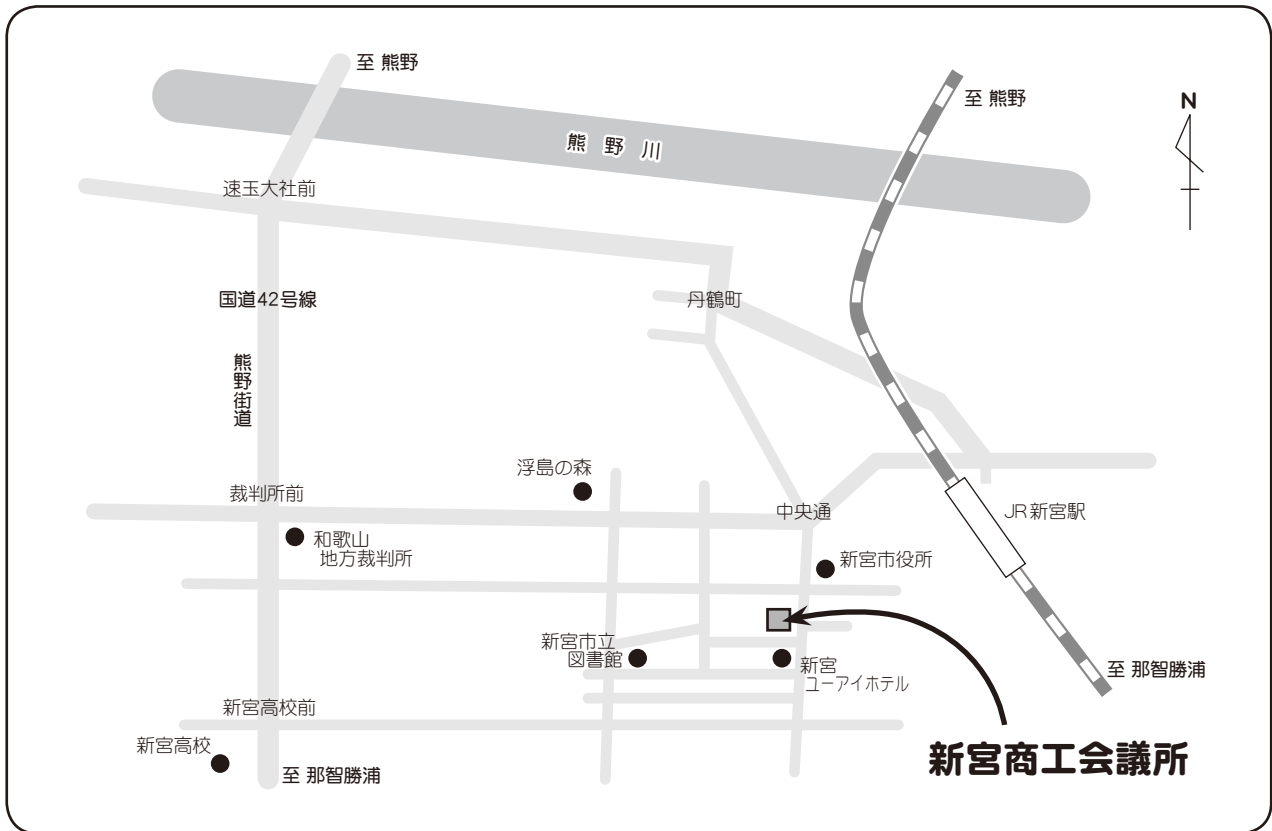 至 熊野
至 熊野
N
熊野川
速玉大社前
国道42号線
丹鶴町
熊野街道
浮島の森
裁判所前
中央通
JR新宮駅
和歌山
地方裁判所
新宮市役所
新宮市立
図書館
新宮
ユーアイホテル
至 那智勝浦
新宮高校前
新宮高校
至 那智勝浦
新宮商工会議所